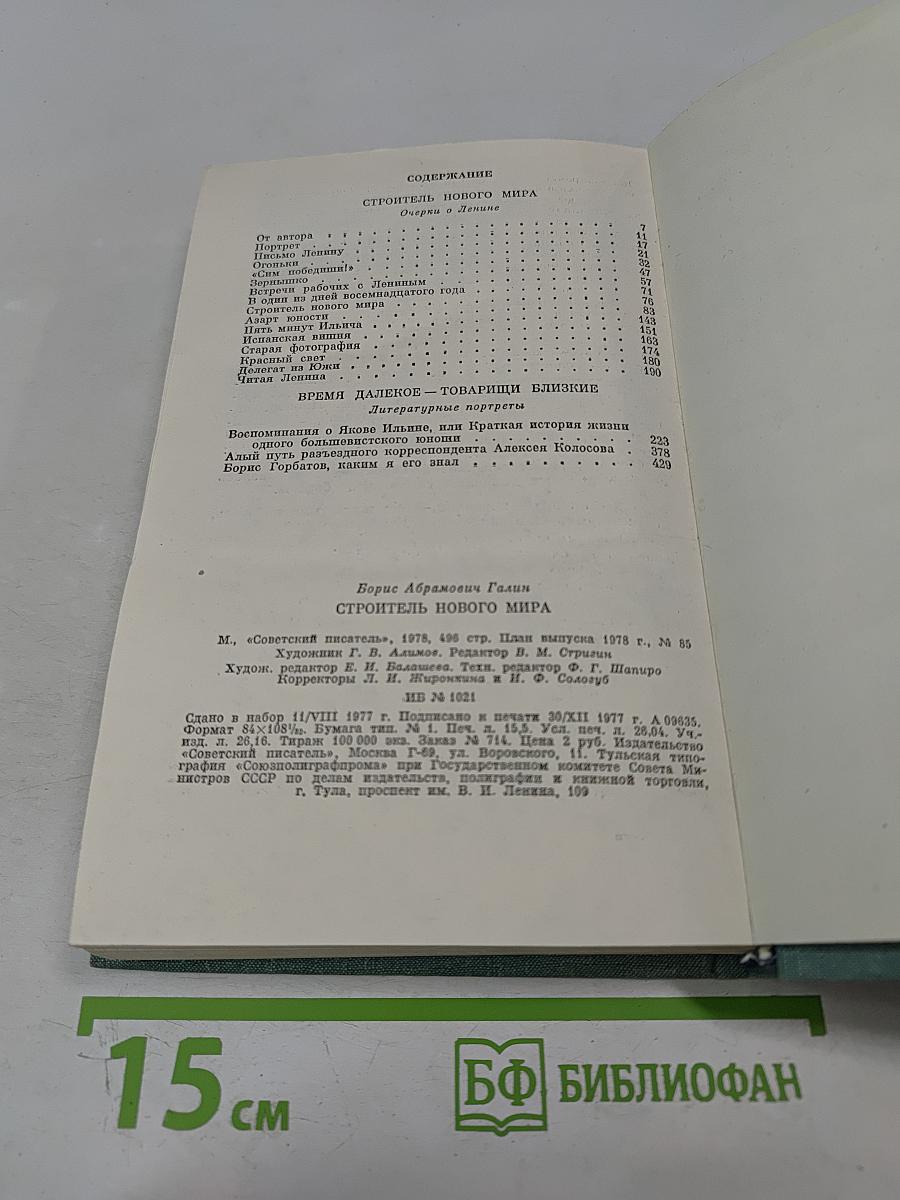 СОДЕРЖАНИЕ
СТРОИТЕЛЬ НОВОГО МИРА
Очерки о Ленине
От автора . . . . . . . . . . . . . . . . 7
Портрет . . . . . . . . . . . . . . . . 11
Письмо Ленину . . . . . . . . . . . . . . . . 17
Огоньки . . . . . . . . . . . . . . . . 21
«Сим победиши!» . . . . . . . . . . . . . . . . 32
Зернышко . . . . . . . . . . . . . . . . 47
Встречи рабочих с Лениным . . . . . . . . . . . . 57
В один из дней восемнадцатого года . . . . . . . . . . 71
Строитель нового мира . . . . . . . . . . . . . 76
Азарт юности . . . . . . . . . . . . . . . . 83
Пять минут Ильича . . . . . . . . . . . . . . . 143
Испанская вишня . . . . . . . . . . . . . . . 151
Старая фотография . . . . . . . . . . . . . . . 163
Красный свет . . . . . . . . . . . . . . . . 174
Делегат из Южи . . . . . . . . . . . . . . . 180
Читая Ленина . . . . . . . . . . . . . . . . 190
ВРЕМЯ ДАЛЕКОЕ — ТОВАРИЩИ БЛИЗКИЕ
Литературные портреты
Воспоминания о Якове Ильине, или Краткая история жизни
одного большевистского юноши . . . . . . . . . . 223
Алый путь разъездного корреспондента Алексея Колосова . 378
Борис Горбатов, каким я его знал . . . . . . . . . . 429
Борис Абрамович Галин
СТРОИТЕЛЬ НОВОГО МИРА
М., «Советский писатель», 1978, 496 стр. План выпуска 1978 г., № 85
Художник Г. В. Алимов. Редактор В. М. Стригин
Худож. редактор Е. И. Балашева. Техн. редактор Ф. Г. Шапиро
Корректоры Л. И. Жиронкина и И. Ф. Сологуб
ИБ № 1021
Сдано в набор 11/VIII 1977 г. Подписано к печати 30/XII 1977 г. А 09635.
Формат 84×108¹/₃₂. Бумага тип. № 1. Печ. л. 15,5. Усл. печ. л. 26,04. Уч.-
изд. л. 26,16. Тираж 100 000 экз. Заказ № 714. Цена 2 руб. Издательство
«Советский писатель», Москва Г-69, ул. Воровского, 11. Тульская типо-
графия «Союзполиграфпрома» при Государственном комитете Совета Ми-
нистров СССР по делам издательств, полиграфии и книжной торговли,
г. Тула, проспект им. В. И. Ленина, 109
15 см
БФ БИБЛИОФАН